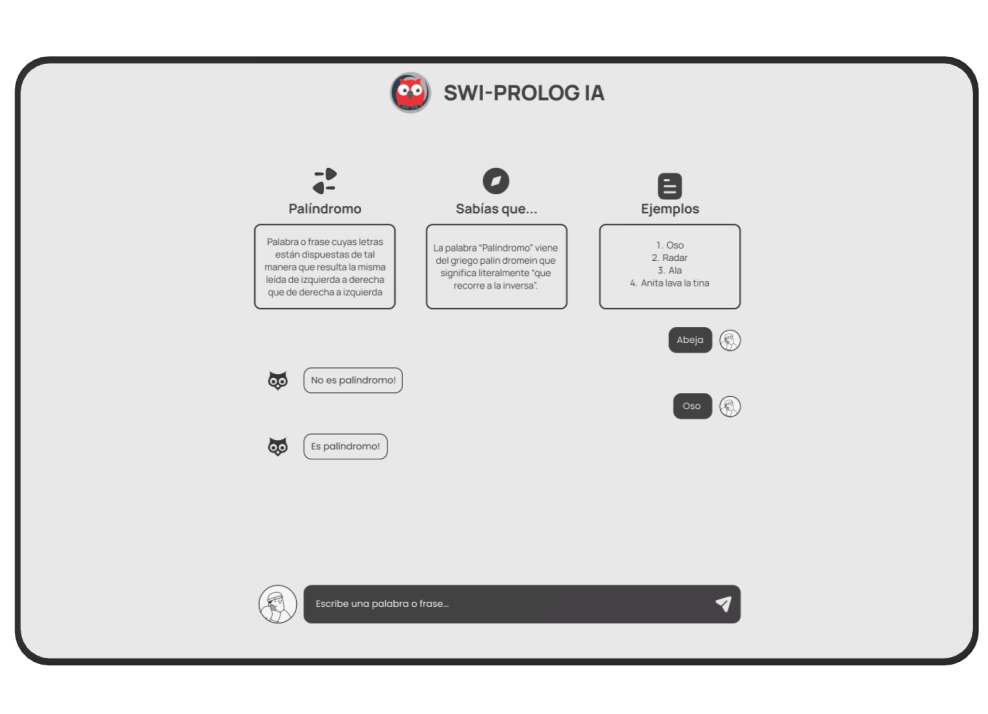 SWI-PROLOG IA
Palíndromo
Palabra o frase cuyas letras
están dispuestas de tal
manera que resulta la misma
leída de izquierda a derecha
que de derecha a izquierda
Sabías que...
La palabra "Palíndromo" viene
del griego palin dromein que
significa literalmente "que
recorre a la inversa".
Ejemplos
1. Oso
2. Radar
3. Ala
4. Anita lava la tina
Abeja
No es palíndromo!
Oso
Es palíndromo!
Escribe una palabra o frase...